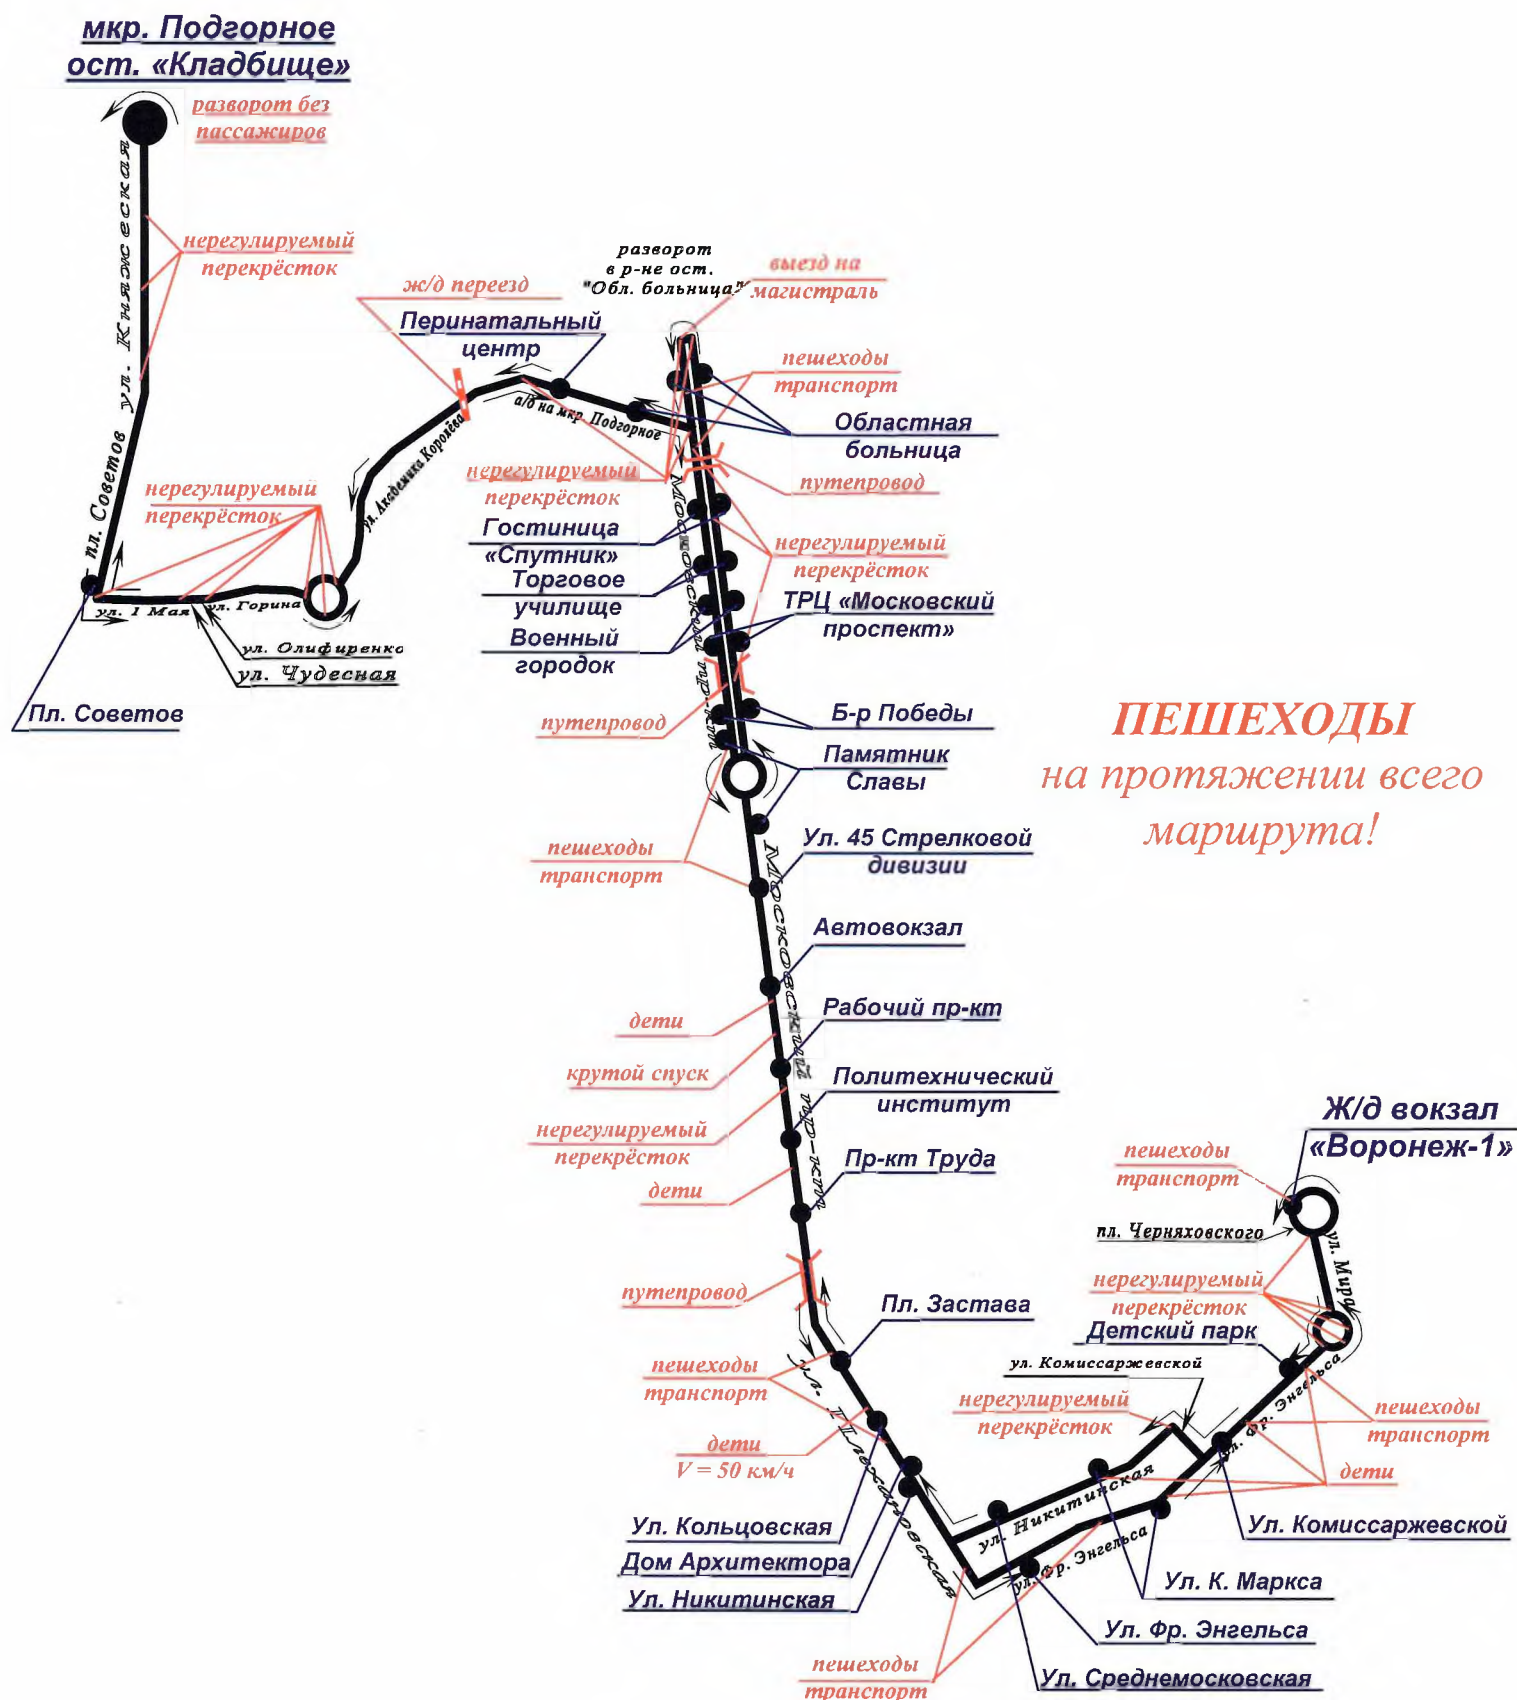 мкр. Подгорное
ост. «Кладбище»
разворот без
пассажиров
ул. Княжеская
нерегулируемый
перекрёсток
разворот
в р-не ост.
"Обл. больница"
выезд на
магистраль
ж/д переезд
Перинатальный
центр
пешеходы
транспорт
а/д на мкр. Подгорное
Областная
больница
ул. Академика Королёва
нерегулируемый
перекрёсток
путепровод
пл. Советов
нерегулируемый
перекрёсток
Гостиница
«Спутник»
нерегулируемый
перекрёсток
Торговое
училище
ТРЦ «Московский
проспект»
Военный
городок
Московский пр-кт
ул. 1 Мая
ул. Горина
ул. Олифиренко
ул. Чудесная
Пл. Советов
путепровод
Б-р Победы
Памятник
Славы
ПЕШЕХОДЫ
на протяжении всего
маршрута!
пешеходы
транспорт
Ул. 45 Стрелковой
дивизии
Московский пр-кт
Автовокзал
дети
Рабочий пр-кт
крутой спуск
Политехнический
институт
нерегулируемый
перекрёсток
Пр-кт Труда
дети
Ж/д вокзал
«Воронеж-1»
пешеходы
транспорт
пл. Черняховского
ул. Мира
нерегулируемый
перекрёсток
путепровод
Пл. Застава
Детский парк
ул. Комиссаржевской
пешеходы
транспорт
ул. Плехановская
нерегулируемый
перекрёсток
ул. Фр. Энгельса
пешеходы
транспорт
дети
V = 50 км/ч
дети
ул. Никитинская
Ул. Кольцовская
Ул. Комиссаржевской
Дом Архитектора
ул. Фр. Энгельса
Ул. К. Маркса
Ул. Никитинская
Ул. Фр. Энгельса
пешеходы
транспорт
Ул. Среднемосковская